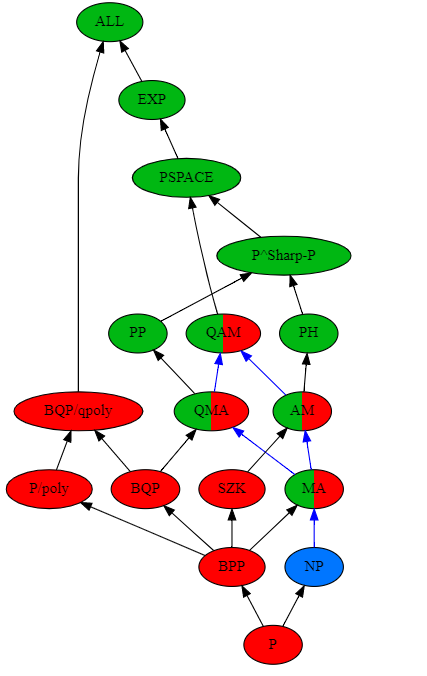 ALL
EXP
PSPACE
P^Sharp-P
PP
QAM
PH
BQP/qpoly
QMA
AM
P/poly
BQP
SZK
MA
BPP
NP
P